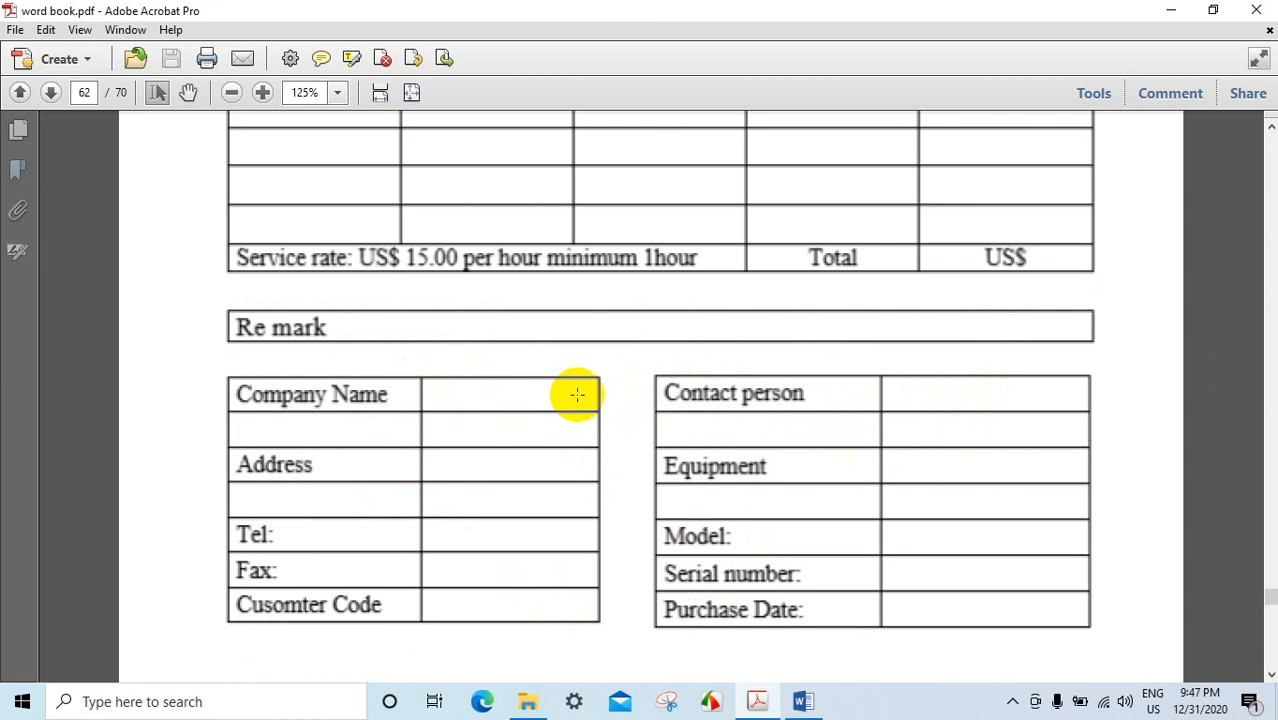 word book.pdf - Adobe Acrobat Pro
File Edit View Window Help
Create
62 / 70 125% Tools Comment Share
Service rate: US$ 15.00 per hour minimum 1hour Total US$
Re mark
Company Name
Address
Tel:
Fax:
Cusomter Code
Contact person
Equipment
Model:
Serial number:
Purchase Date:
Type here to search
ENG 9:47 PM
US 12/31/2020